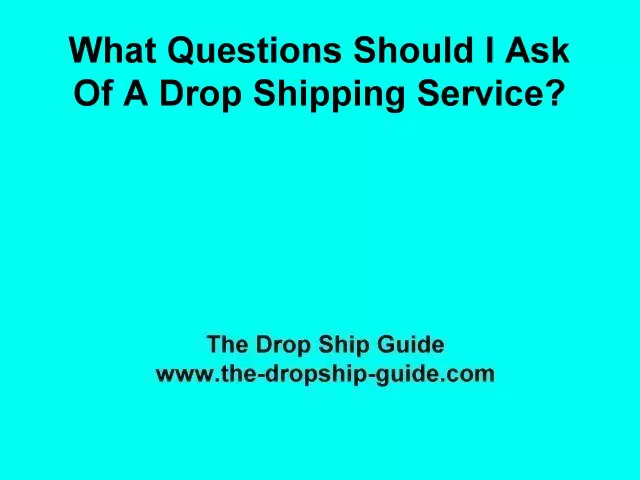 What Questions Should I Ask
Of A Drop Shipping Service?
The Drop Ship Guide
www.the-dropship-guide.com